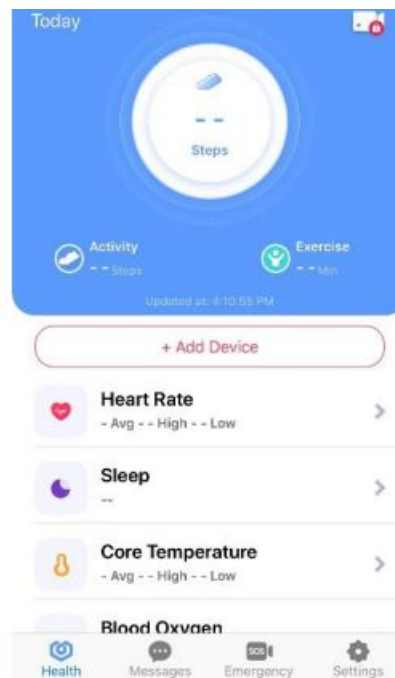 Today
- -
Steps
Activity
- - Steps
Exercise
- - Min
Updated at: 4:10:55 PM
+ Add Device
Heart Rate
- Avg - - High - - Low
Sleep
--
Core Temperature
- Avg - - High - - Low
Blood Oxygen
SOS
Health Messages Emergency Settings